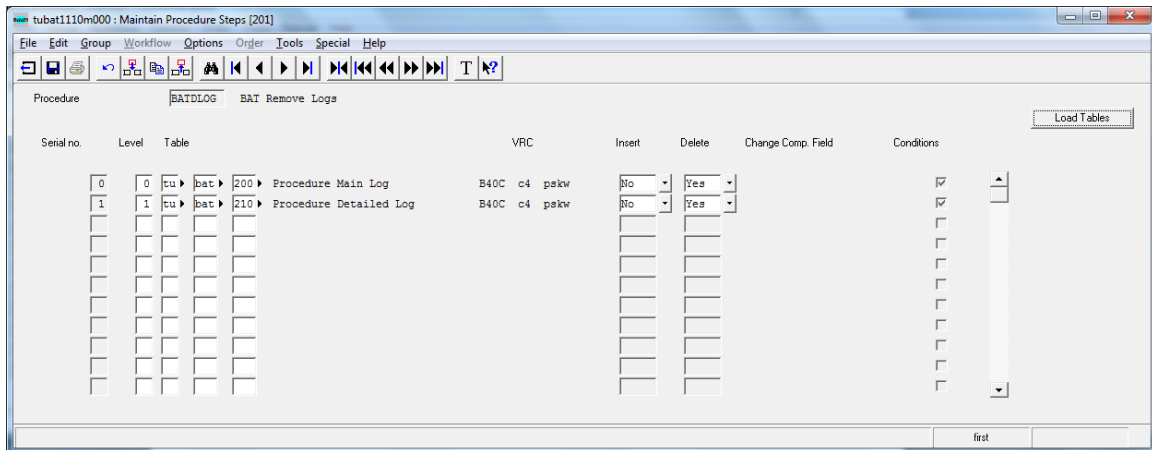 tubat1110m000 : Maintain Procedure Steps [201]
File Edit Group Workflow Options Order Tools Special Help
T
Procedure BATDLOG BAT Remove Logs
Load Tables
Serial no. Level Table VRC Insert Delete Change Comp. Field Conditions
0 0 tu bat 200 Procedure Main Log B40C c4 pskw No Yes
1 1 tu bat 210 Procedure Detailed Log B40C c4 pskw No Yes
first